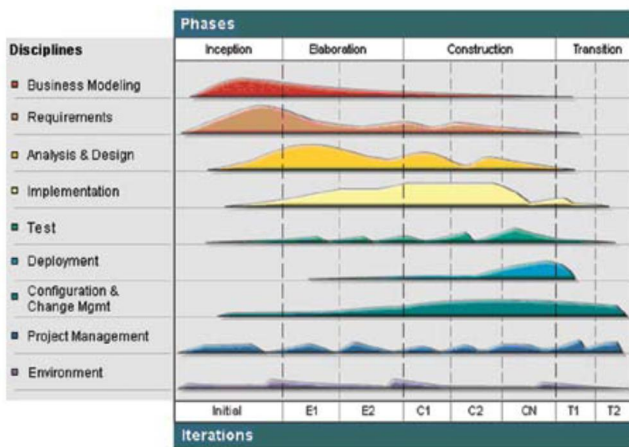 Phases
Disciplines
Inception Elaboration Construction Transition
Business Modeling
Requirements
Analysis & Design
Implementation
Test
Deployment
Configuration &
Change Mgmt
Project Management
Environment
Initial E1 E2 C1 C2 CN T1 T2
Iterations